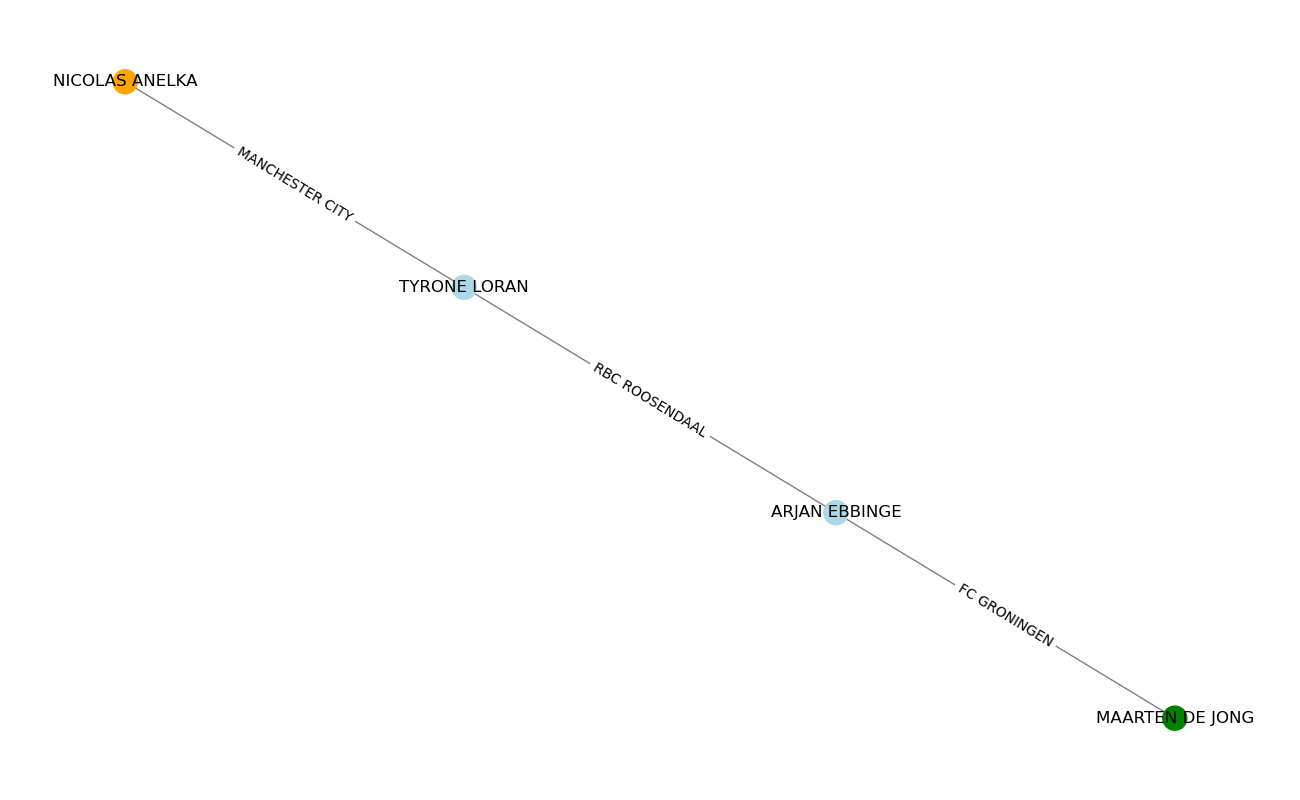 NICOLAS ANELKA
MANCHESTER CITY
TYRONE LORAN
RBC ROOSENDAAL
ARJAN EBBINGE
FC GRONINGEN
MAARTEN DE JONG